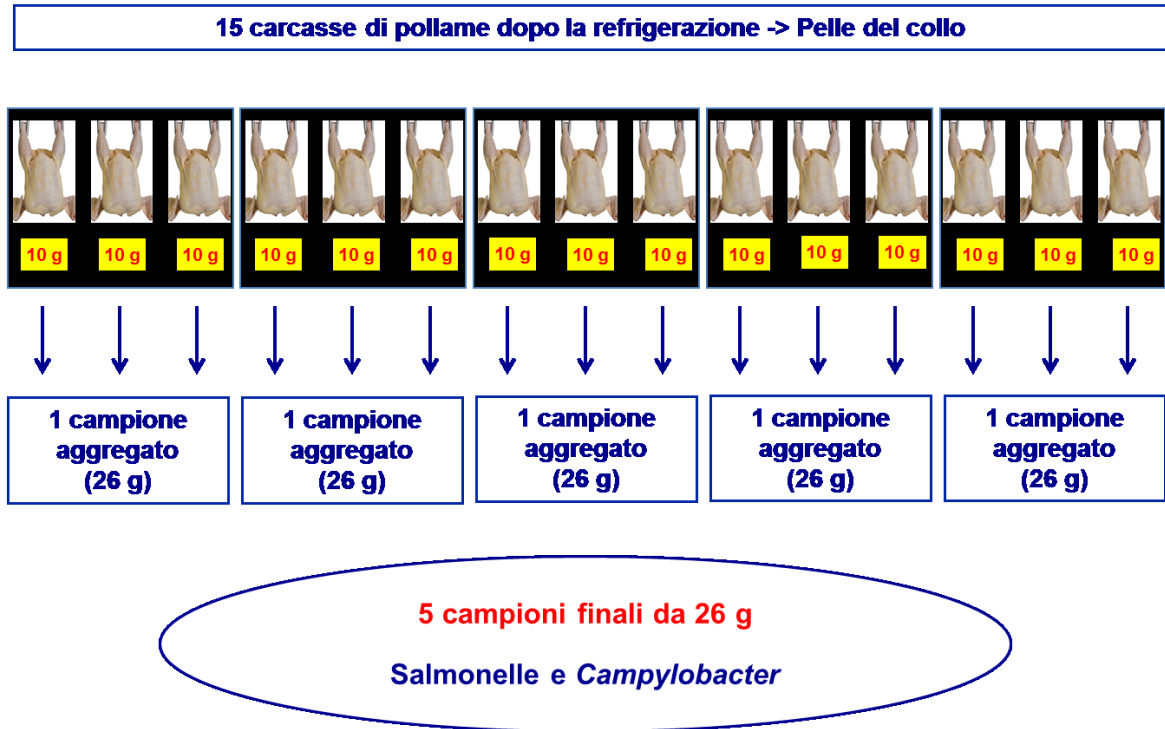 15 carcasse di pollame dopo la refrigerazione -> Pelle del collo
10 g 10 g 10 g 10 g 10 g 10 g 10 g 10 g 10 g 10 g 10 g 10 g 10 g 10 g 10 g
1 campione
aggregato
(26 g)
1 campione
aggregato
(26 g)
1 campione
aggregato
(26 g)
1 campione
aggregato
(26 g)
1 campione
aggregato
(26 g)
5 campioni finali da 26 g
Salmonelle e Campylobacter